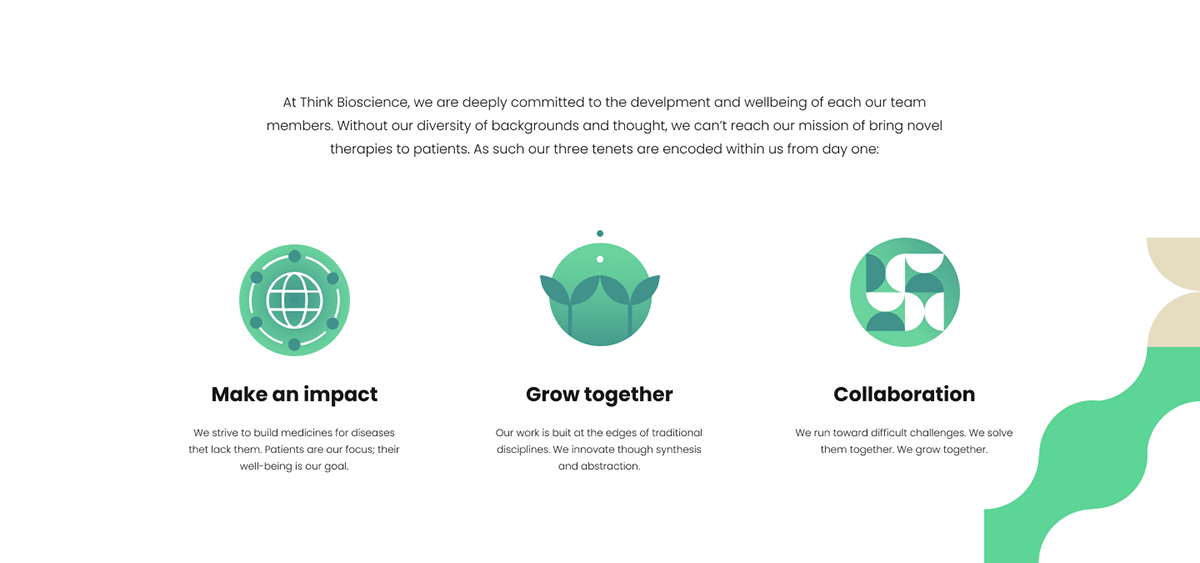 At Think Bioscience, we are deeply committed to the develpment and wellbeing of each our team
members. Without our diversity of backgrounds and thought, we can’t reach our mission of bring novel
therapies to patients. As such our three tenets are encoded within us from day one:
Make an impact
We strive to build medicines for diseases
thet lack them. Patients are our focus; their
well-being is our goal.
Grow together
Our work is buit at the edges of traditional
disciplines. We innovate though synthesis
and abstraction.
Collaboration
We run toward difficult challenges. We solve
them together. We grow together.